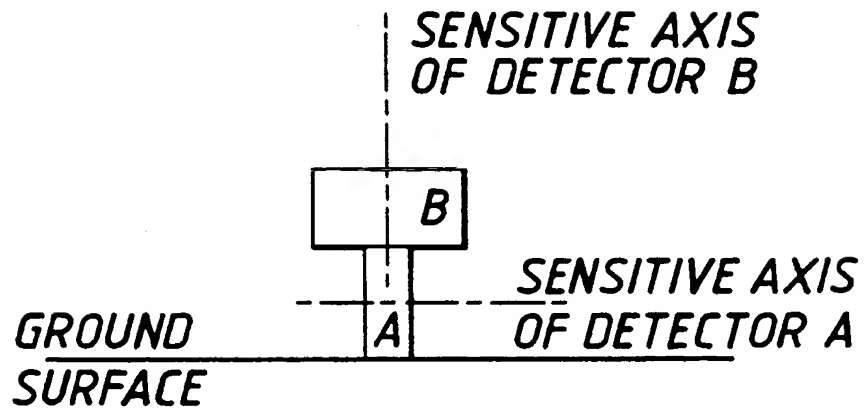 SENSITIVE AXIS
OF DETECTOR B
B
SENSITIVE AXIS
OF DETECTOR A
A
GROUND
SURFACE